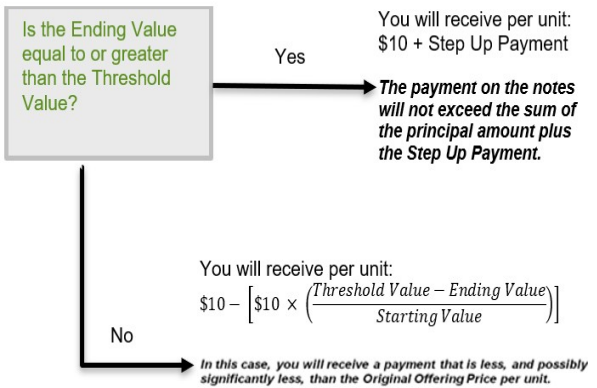 Is the Ending Value
equal to or greater
than the Threshold
Value?
Yes
You will receive per unit:
$10 + Step Up Payment
The payment on the notes
will not exceed the sum of
the principal amount plus
the Step Up Payment.
You will receive per unit:
$10 − [$10 × (Threshold Value − Ending Value / Starting Value)]
No
In this case, you will receive a payment that is less, and possibly
significantly less, than the Original Offering Price per unit.